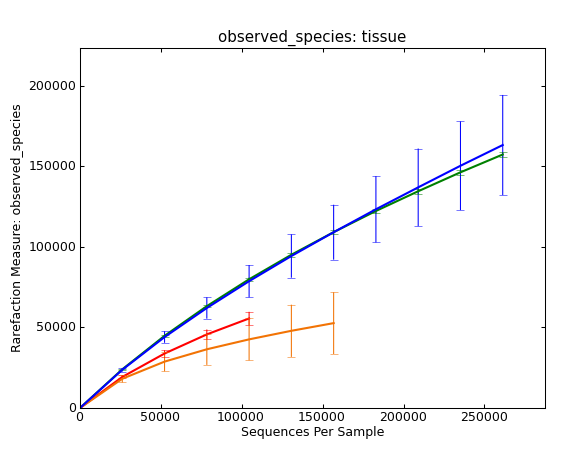 observed_species: tissue
Rarefaction Measure: observed_species
200000
150000
100000
50000
0
0 50000 100000 150000 200000 250000
Sequences Per Sample